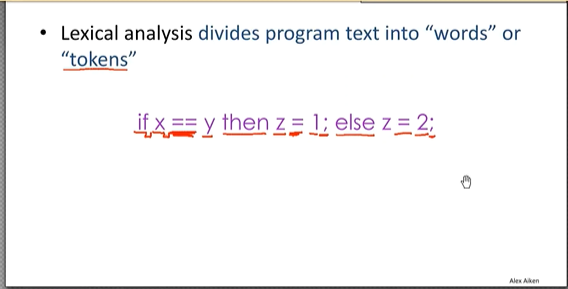 • Lexical analysis divides program text into “words” or
“tokens”
if x == y then z = 1; else z = 2;
Alex Aiken